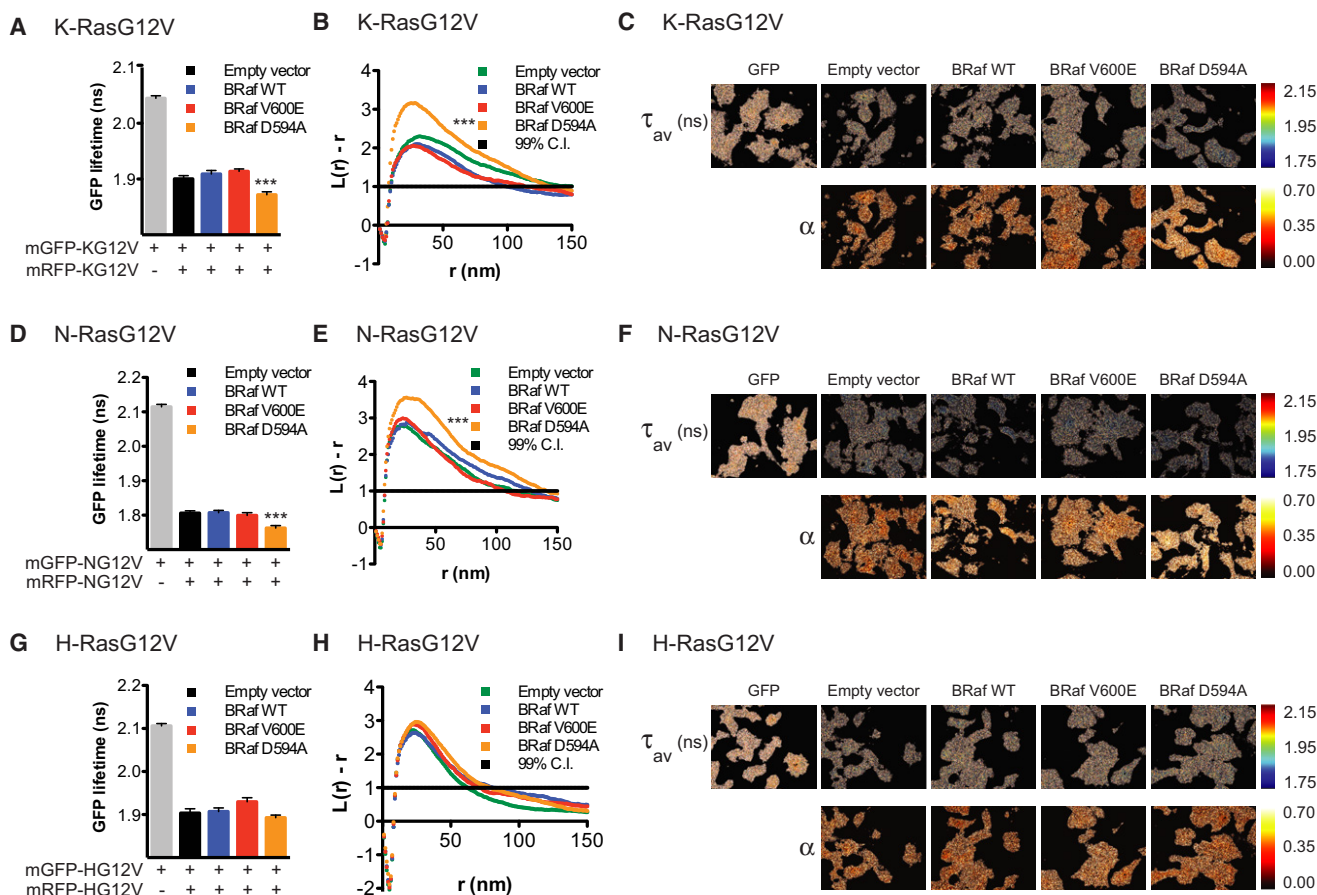 A K-RasG12V
2.1
2.0
1.9
GFP lifetime (ns)
Empty vector
BRaf WT
BRaf V600E
BRaf D594A
***
mGFP-KG12V + + + + +
mRFP-KG12V - + + + +
B K-RasG12V
4
3
2
1
0
-1
L(r) - r
Empty vector
BRaf WT
BRaf V600E
BRaf D594A
99% C.I.
***
50 100 150
r (nm)
C K-RasG12V
GFP Empty vector BRaf WT BRaf V600E BRaf D594A
τav (ns)
2.15
1.95
1.75
α
0.70
0.35
0.00
D N-RasG12V
2.2
2.1
2.0
1.9
1.8
GFP lifetime (ns)
Empty vector
BRaf WT
BRaf V600E
BRaf D594A
***
mGFP-NG12V + + + + +
mRFP-NG12V - + + + +
E N-RasG12V
4
3
2
1
0
-1
L(r) - r
Empty vector
BRaf WT
BRaf V600E
BRaf D594A
99% C.I.
***
50 100 150
r (nm)
F N-RasG12V
GFP Empty vector BRaf WT BRaf V600E BRaf D594A
τav (ns)
2.15
1.95
1.75
α
0.70
0.35
0.00
G H-RasG12V
2.2
2.1
2.0
1.9
GFP lifetime (ns)
Empty vector
BRaf WT
BRaf V600E
BRaf D594A
mGFP-HG12V + + + + +
mRFP-HG12V - + + + +
H H-RasG12V
4
3
2
1
0
-1
-2
L(r) - r
Empty vector
BRaf WT
BRaf V600E
BRaf D594A
99% C.I.
50 100 150
r (nm)
I H-RasG12V
GFP Empty vector BRaf WT BRaf V600E BRaf D594A
τav (ns)
2.15
1.95
1.75
α
0.70
0.35
0.00